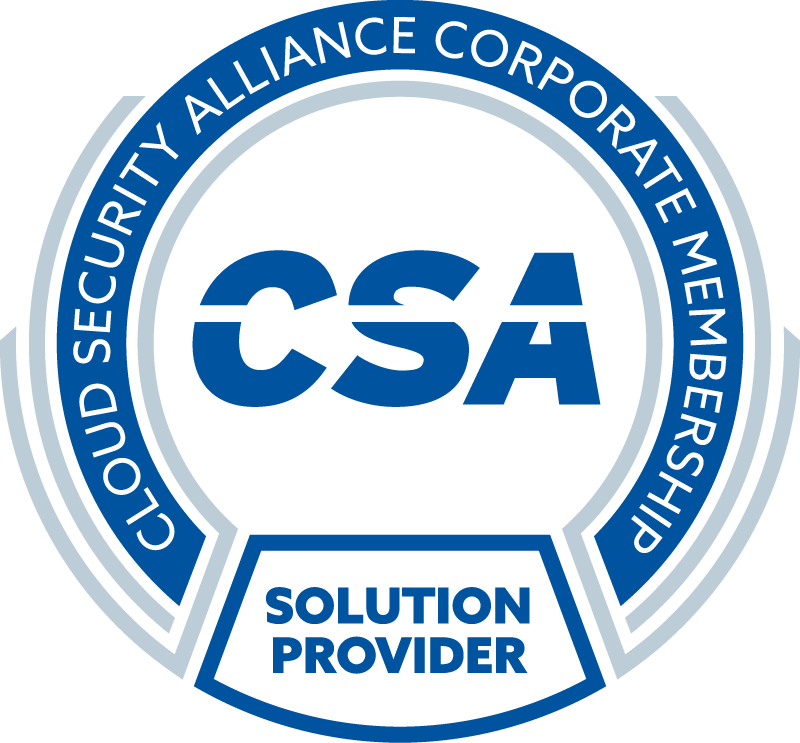 CLOUD SECURITY ALLIANCE CORPORATE MEMBERSHIP
CSA
SOLUTION
PROVIDER